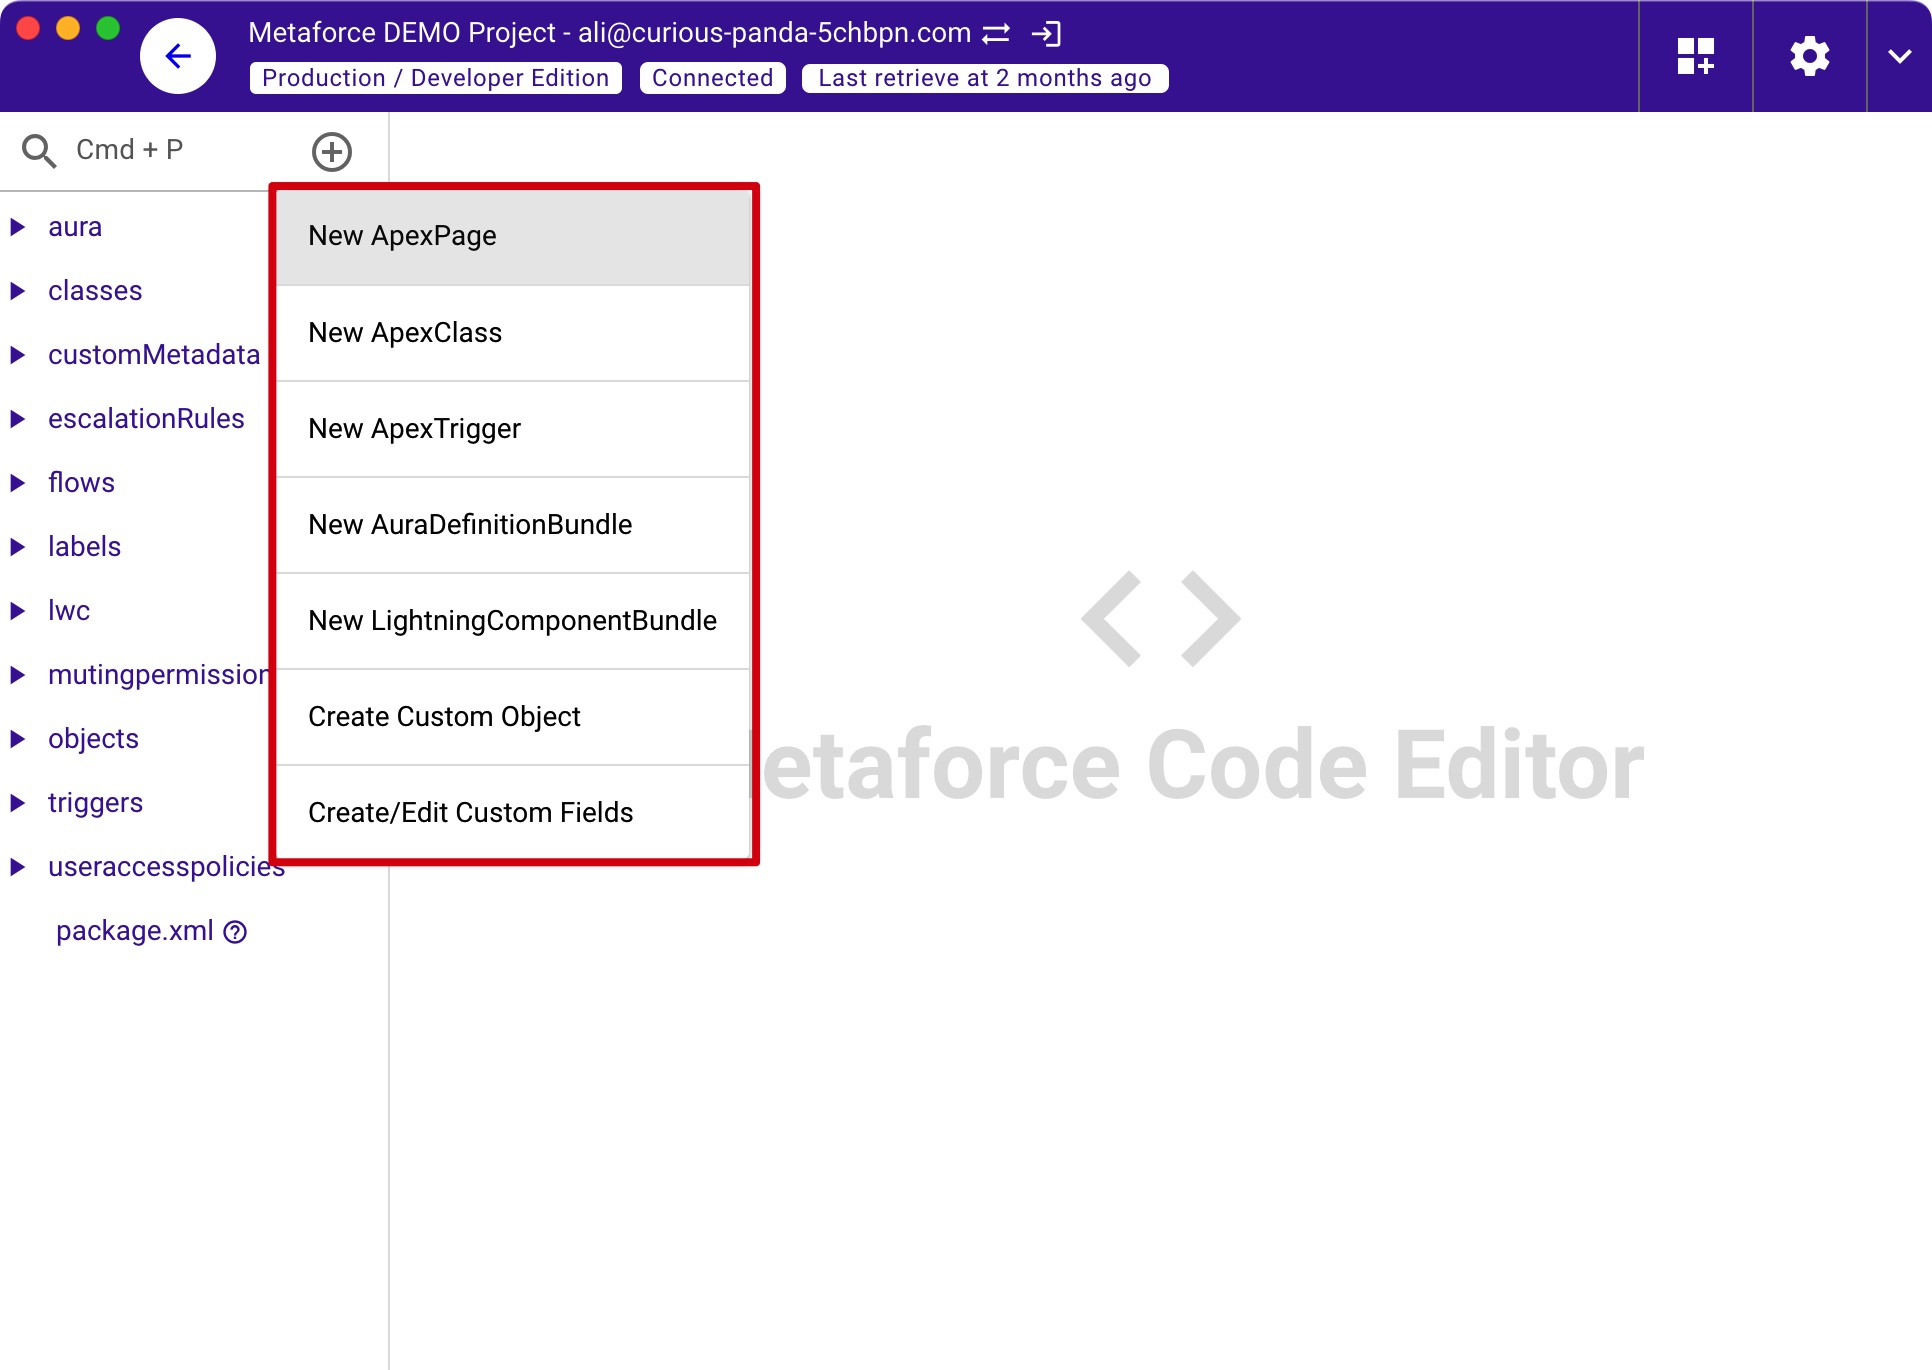 Metaforce DEMO Project - ali@curious-panda-5chbpn.com
Production / Developer Edition
Connected
Last retrieve at 2 months ago
Cmd + P
aura
classes
customMetadata
escalationRules
flows
labels
lwc
mutingpermission
objects
triggers
useraccesspolicies
package.xml
New ApexPage
New ApexClass
New ApexTrigger
New AuraDefinitionBundle
New LightningComponentBundle
Create Custom Object
Create/Edit Custom Fields
etaforce Code Editor